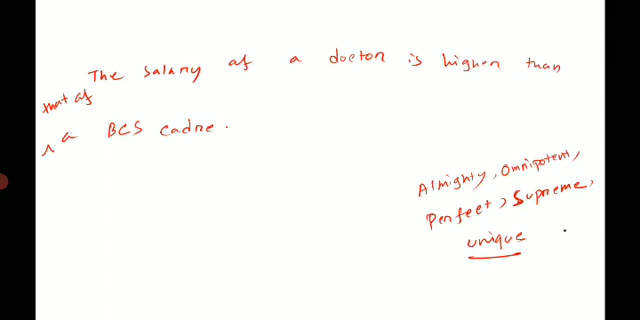 The salary of a doctor is higher than
that of
a BCS cadre.
Almighty, Omnipotent,
Perfect, Supreme,
unique